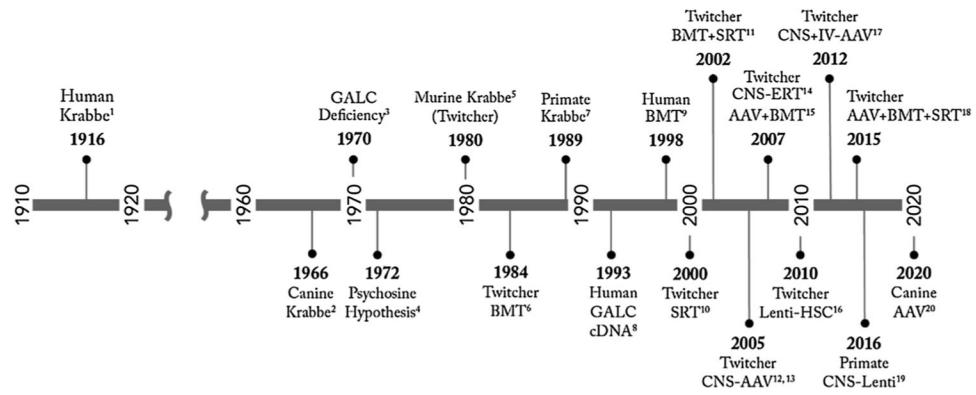 Twitcher
BMT+SRT¹¹
2002
Twitcher
CNS+IV-AAV¹⁷
2012
Human
Krabbe¹
1916
GALC
Deficiency³
1970
Murine Krabbe⁵
(Twitcher)
1980
Primate
Krabbe⁷
1989
Human
BMT⁹
1998
Twitcher
CNS-ERT¹⁴
AAV+BMT¹⁵
2007
Twitcher
AAV+BMT+SRT¹⁸
2015
1910
1920
1960
1970
1980
1990
2000
2010
2020
1966
Canine
Krabbe²
1972
Psychosine
Hypothesis⁴
1984
Twitcher
BMT⁶
1993
Human
GALC
cDNA⁸
2000
Twitcher
SRT¹⁰
2005
Twitcher
CNS-AAV¹²,¹³
2010
Twitcher
Lenti-HSC¹⁶
2016
Primate
CNS-Lenti¹⁹
2020
Canine
AAV²⁰